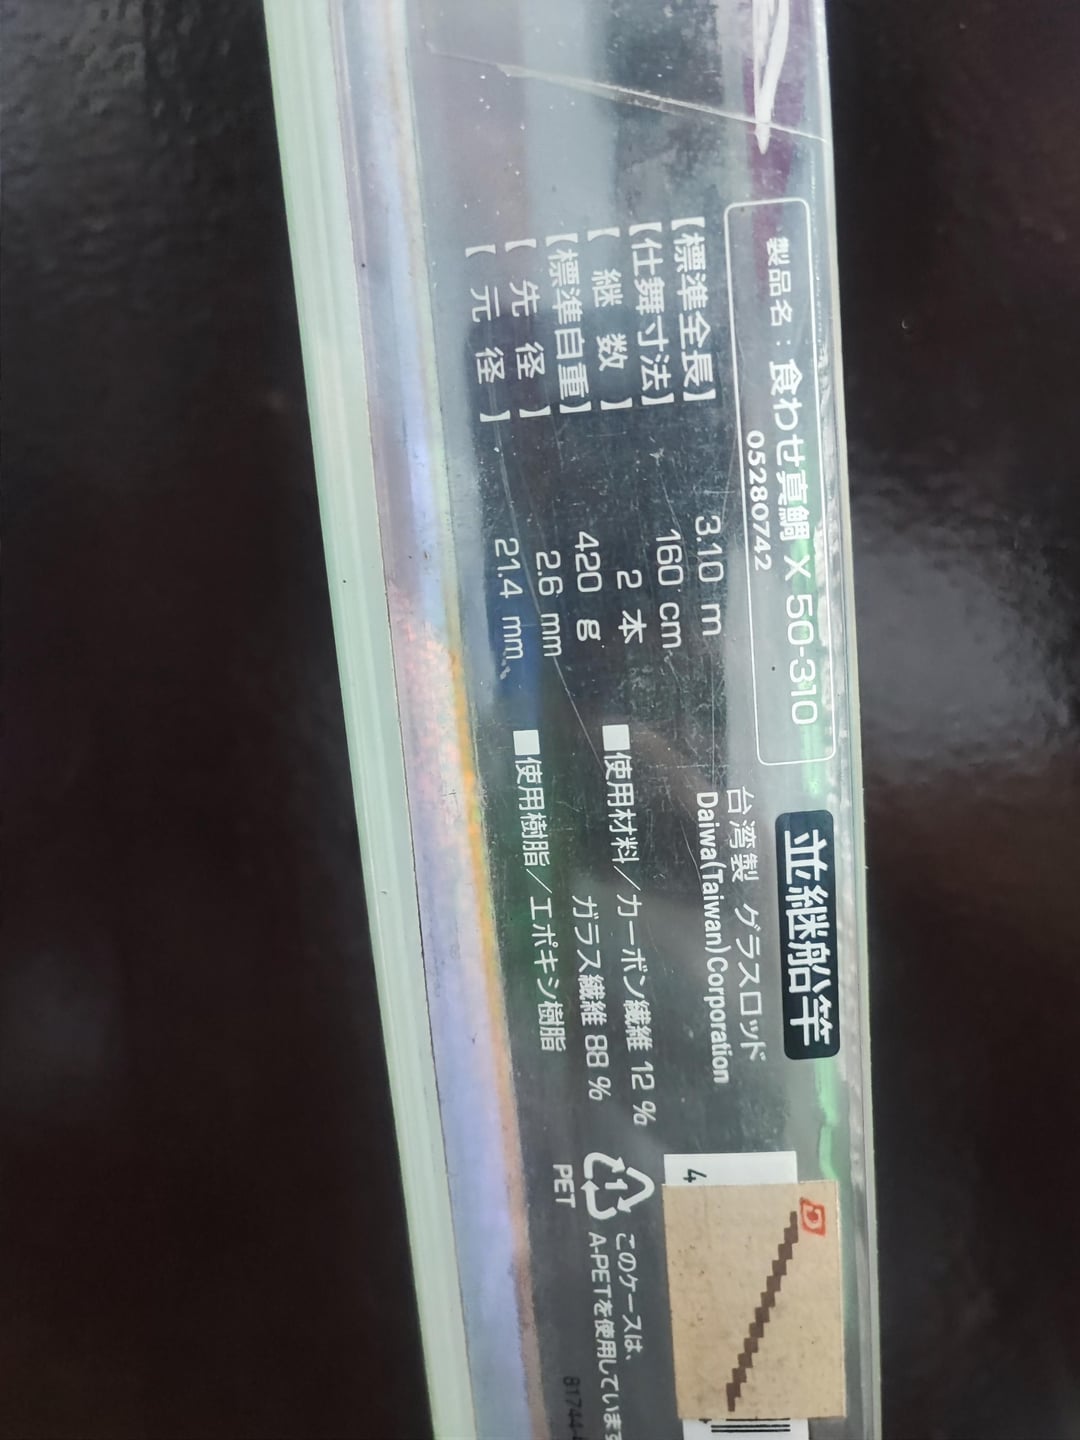 製品名：食わせ真鯛 X 50-310
05280742
並継船竿
【標準全長】 3.10 m
【仕舞寸法】 160 cm
【継数】 2 本
【標準自重】 420 g
【先径】 2.6 mm
【元径】 21.4 mm
台湾製 グラスロッド
Daiwa(Taiwan)Corporation
■使用材料／カーボン繊維 12 %
ガラス繊維 88 %
■使用樹脂／エポキシ樹脂
1
PET
このケースは、
A-PETを使用しています
81744-
4
D